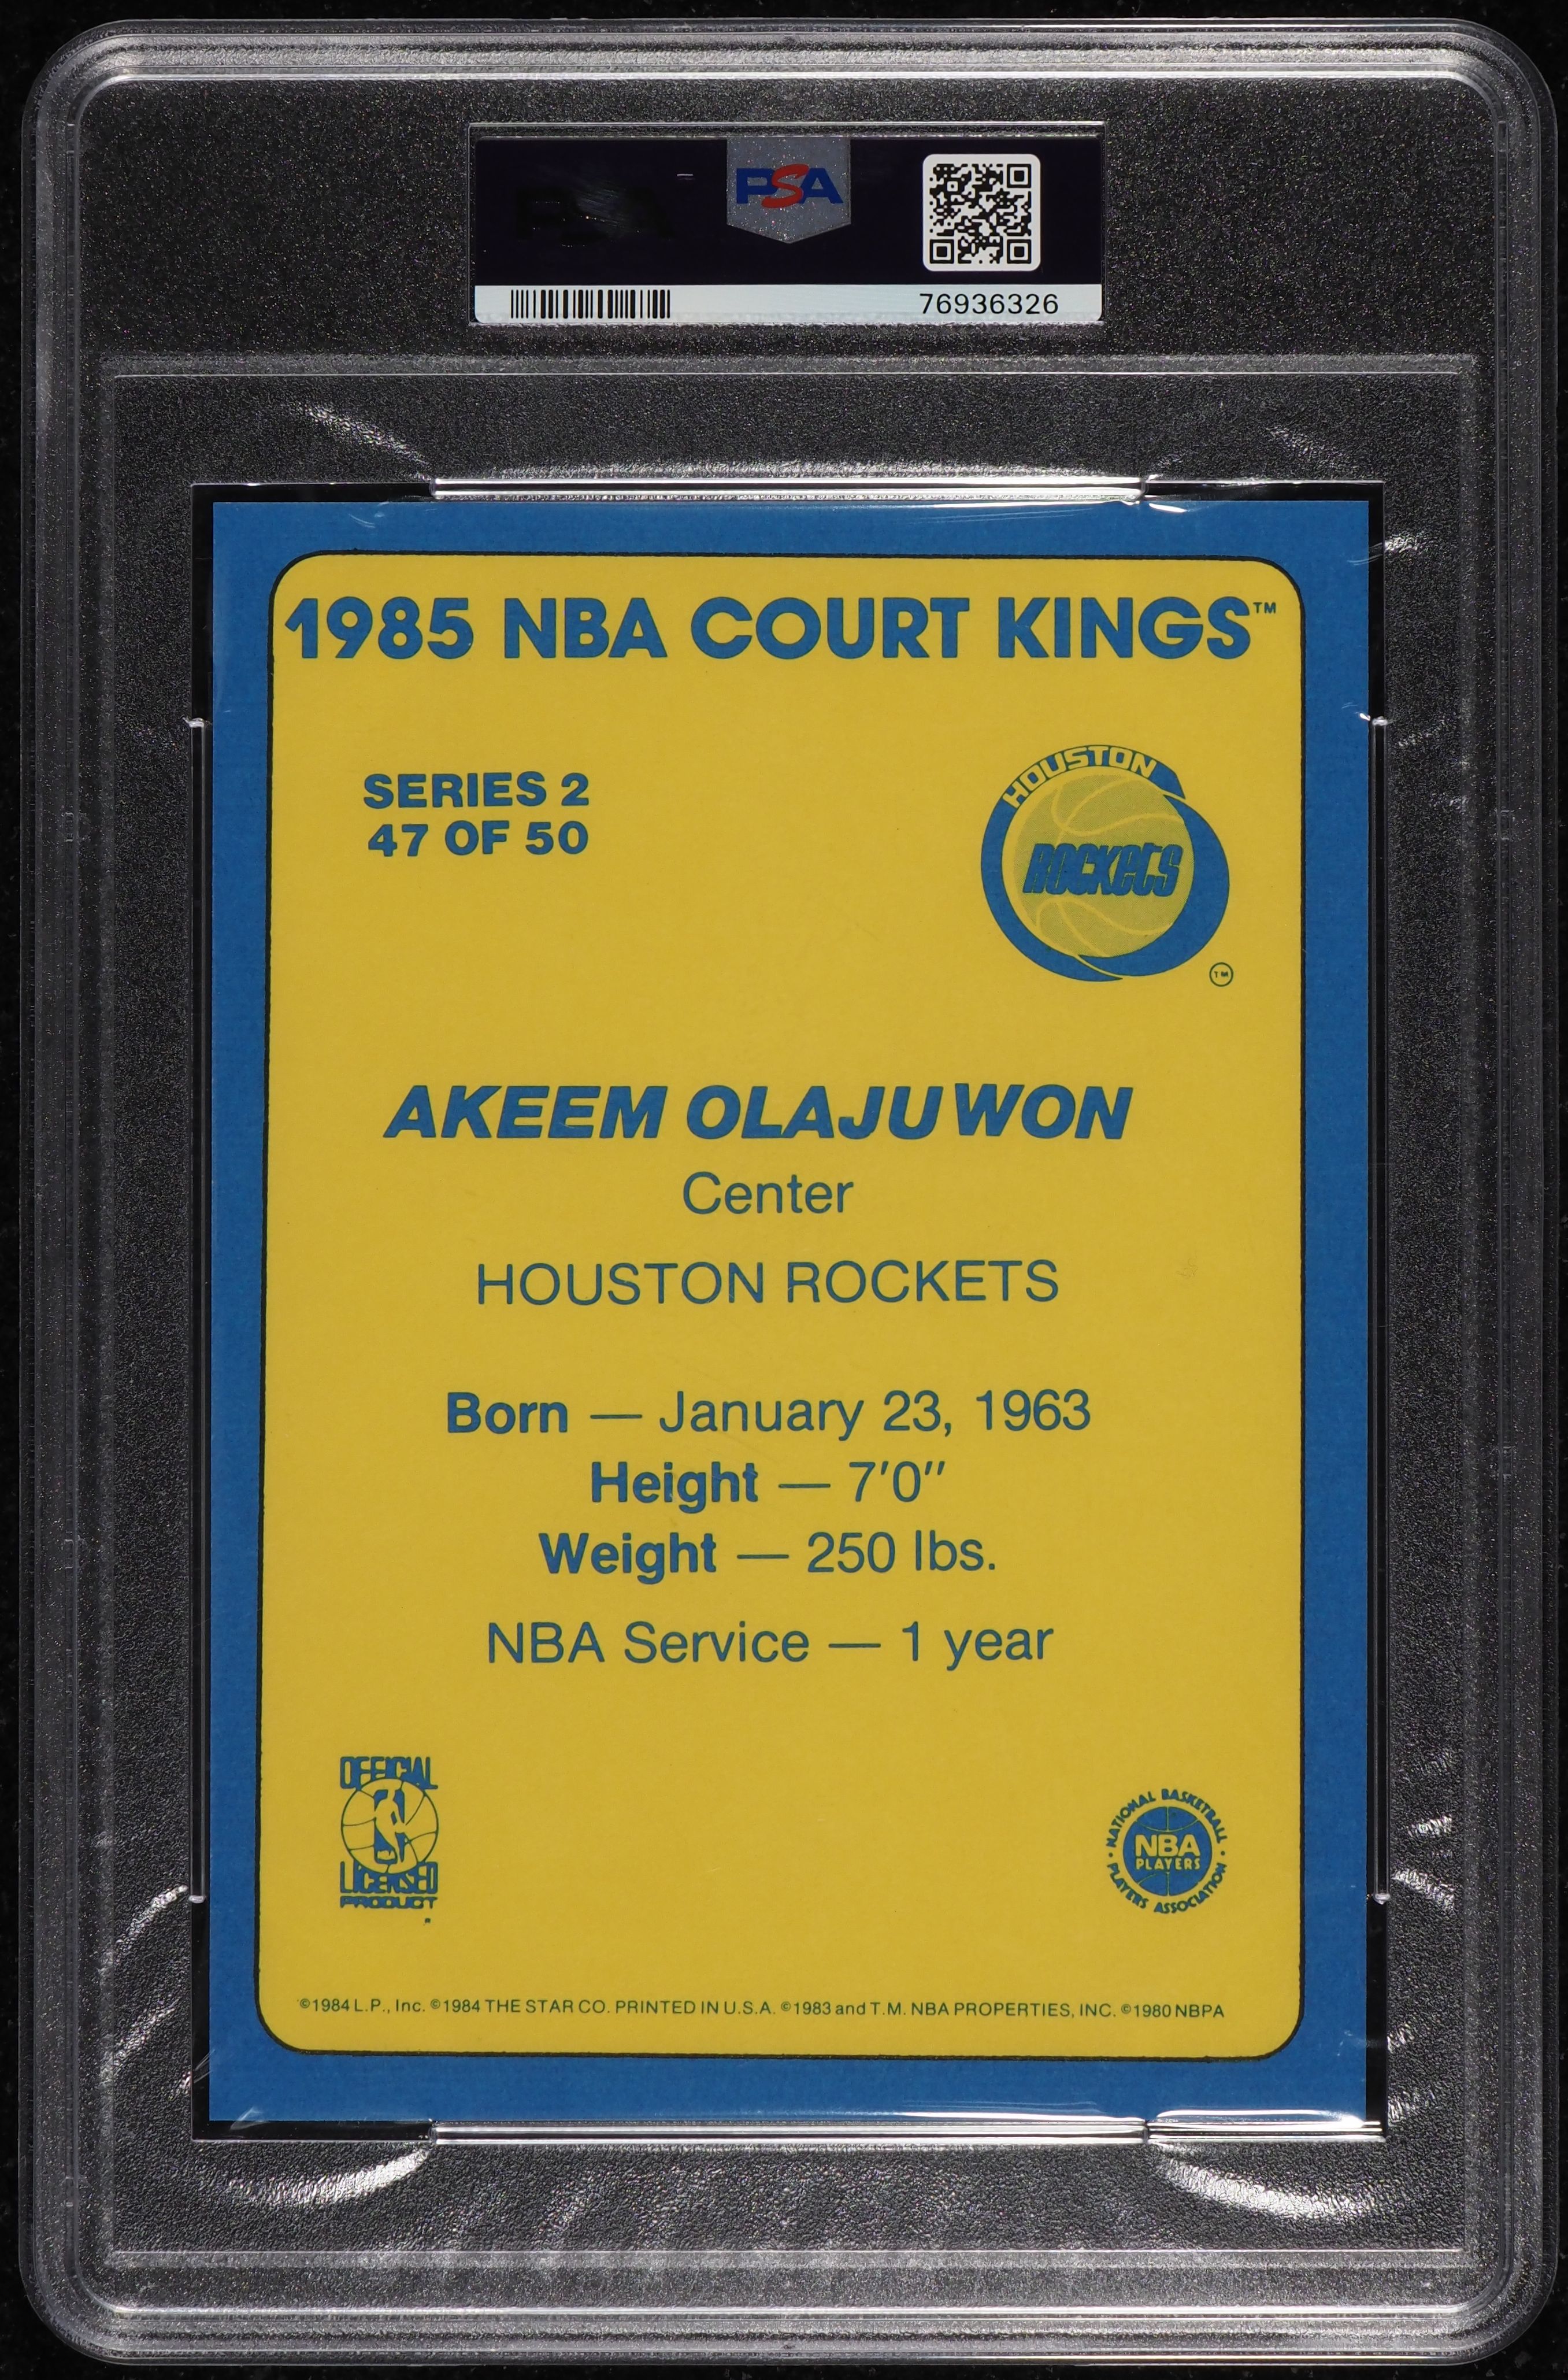 PSA
76936326
1985 NBA COURT KINGS™
SERIES 2
47 OF 50
HOUSTON
ROCKETS
TM
AKEEM OLAJUWON
Center
HOUSTON ROCKETS
Born — January 23, 1963
Height — 7'0"
Weight — 250 lbs.
NBA Service — 1 year
OFFICIAL
LICENSED
PRODUCT
NATIONAL BASKETBALL
NBA
PLAYERS
PLAYERS ASSOCIATION
©1984 L.P., Inc. ©1984 THE STAR CO. PRINTED IN U.S.A. ©1983 and T.M. NBA PROPERTIES, INC. ©1980 NBPA